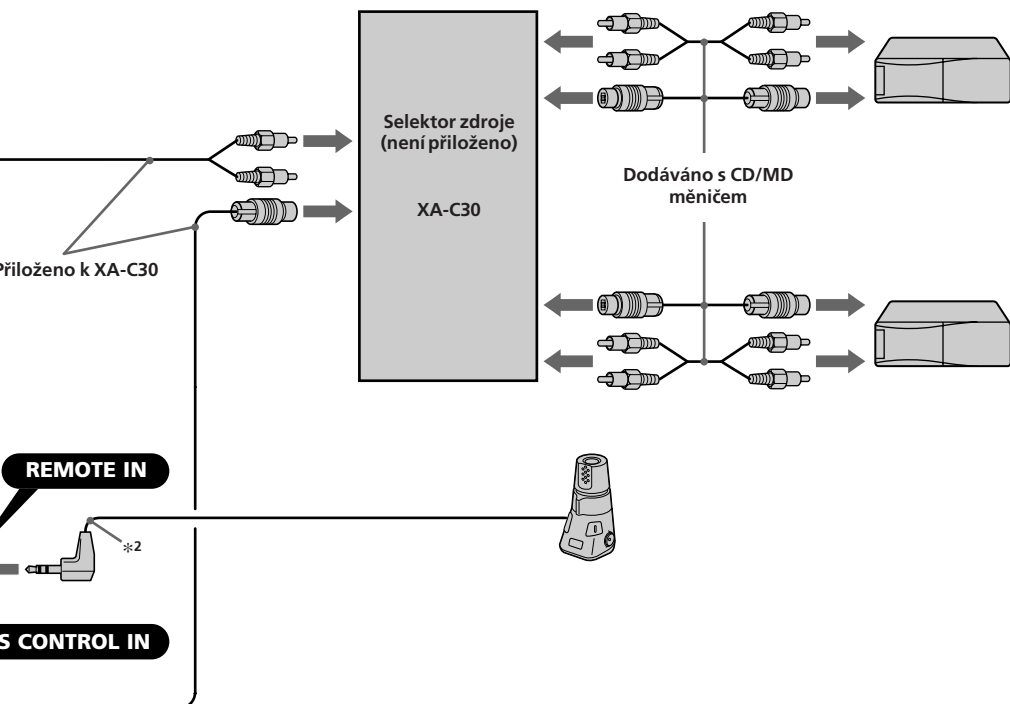 Selektor zdroje
(není přiloženo)
XA-C30
Dodáváno s CD/MD
měničem
Přiloženo k XA-C30
REMOTE IN
*2
S CONTROL IN